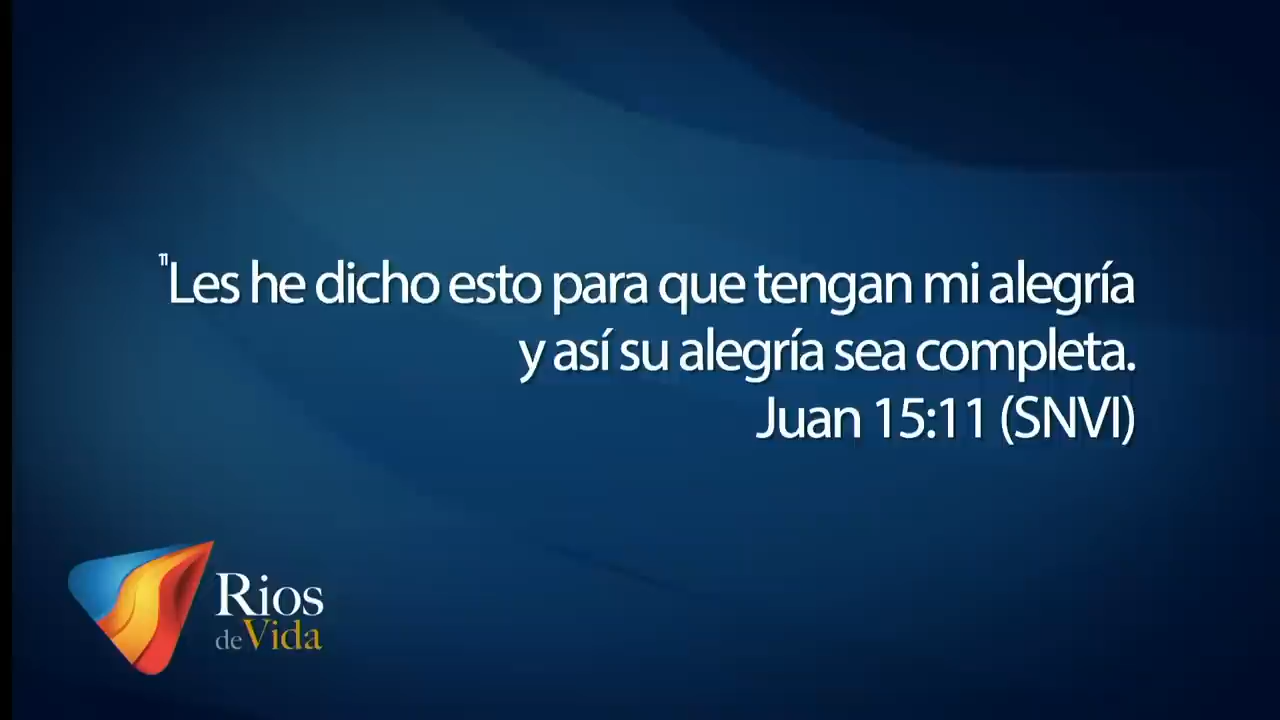 11Les he dicho esto para que tengan mi alegría
y así su alegría sea completa.
Juan 15:11 (SNVI)
Rios
de Vida